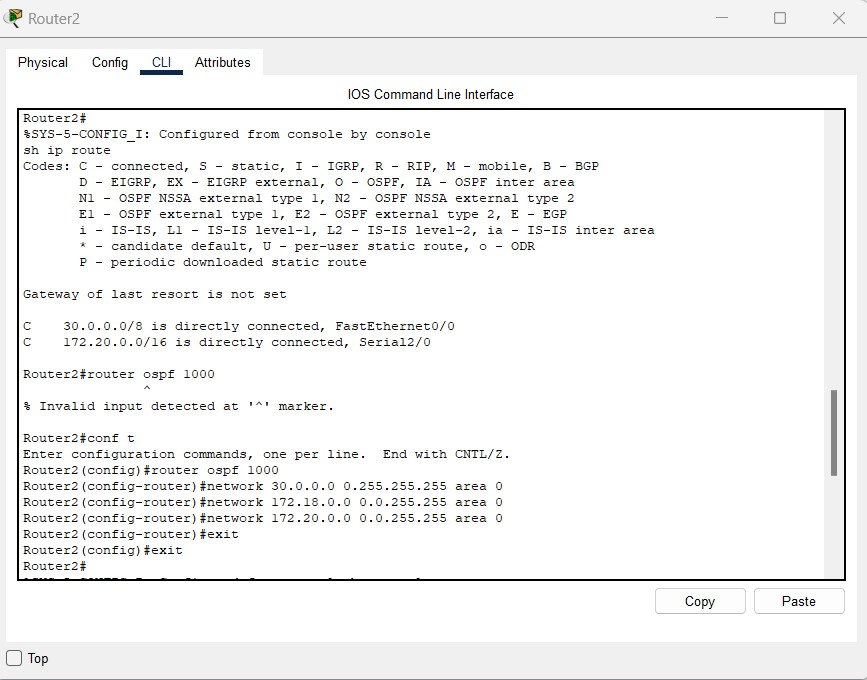 Router2
Physical Config CLI Attributes
IOS Command Line Interface
Router2#
%SYS-5-CONFIG_I: Configured from console by console
sh ip route
Codes: C - connected, S - static, I - IGRP, R - RIP, M - mobile, B - BGP
D - EIGRP, EX - EIGRP external, O - OSPF, IA - OSPF inter area
N1 - OSPF NSSA external type 1, N2 - OSPF NSSA external type 2
E1 - OSPF external type 1, E2 - OSPF external type 2, E - EGP
i - IS-IS, L1 - IS-IS level-1, L2 - IS-IS level-2, ia - IS-IS inter area
* - candidate default, U - per-user static route, o - ODR
P - periodic downloaded static route
Gateway of last resort is not set
C 30.0.0.0/8 is directly connected, FastEthernet0/0
C 172.20.0.0/16 is directly connected, Serial2/0
Router2#router ospf 1000
^
% Invalid input detected at '^' marker.
Router2#conf t
Enter configuration commands, one per line. End with CNTL/Z.
Router2(config)#router ospf 1000
Router2(config-router)#network 30.0.0.0 0.255.255.255 area 0
Router2(config-router)#network 172.18.0.0 0.0.255.255 area 0
Router2(config-router)#network 172.20.0.0 0.0.255.255 area 0
Router2(config-router)#exit
Router2(config)#exit
Router2#
Copy Paste
Top